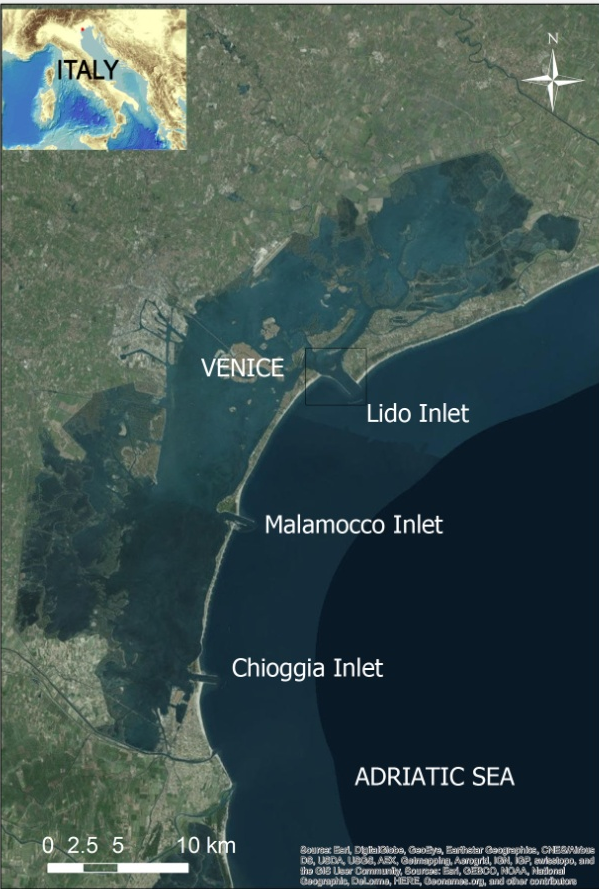 ITALY
N
VENICE
Lido Inlet
Malamocco Inlet
Chioggia Inlet
ADRIATIC SEA
0 2.5 5 10 km
Source: Esri, DigitalGlobe, GeoEye, Earthstar Geographics, CNES/Airbus
DS, USDA, USGS, AEX, Getmapping, Aerogrid, IGN, IGP, swisstopo, and
the GIS User Community, Sources: Esri, GEBCO, NOAA, National
Geographic, DeLorme, HERE, Geonames.org, and other contributors